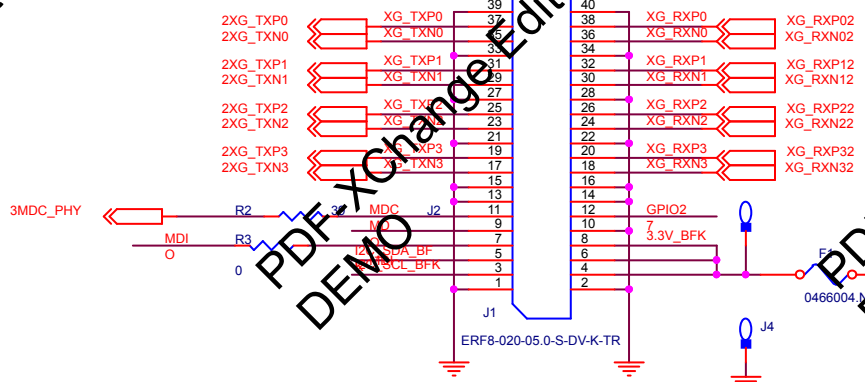 39 40
2XG_TXP0 XG_TXP0 37 38 XG_RXP0 XG_RXP02
2XG_TXN0 XG_TXN0 35 36 XG_RXN0 XG_RXN02
33 34
2XG_TXP1 XG_TXP1 31 32 XG_RXP1 XG_RXP12
2XG_TXN1 XG_TXN1 29 30 XG_RXN1 XG_RXN12
27 28
2XG_TXP2 XG_TXP2 25 26 XG_RXP2 XG_RXP22
2XG_TXN2 XG_TXN2 23 24 XG_RXN2 XG_RXN22
21 22
2XG_TXP3 XG_TXP3 19 20 XG_RXP3 XG_RXP32
2XG_TXN3 XG_TXN3 17 18 XG_RXN3 XG_RXN32
15 16
13 14
3MDC_PHY R2 MDC J2 11 12 GPIO2
9 10 7
MDI R3 7 8 3.3V_BFK
O 5 6
0 3 4 F1
1 2
J1 J4
ERF8-020-05.0-S-DV-K-TR
PDF-XChange Edit
DEMO